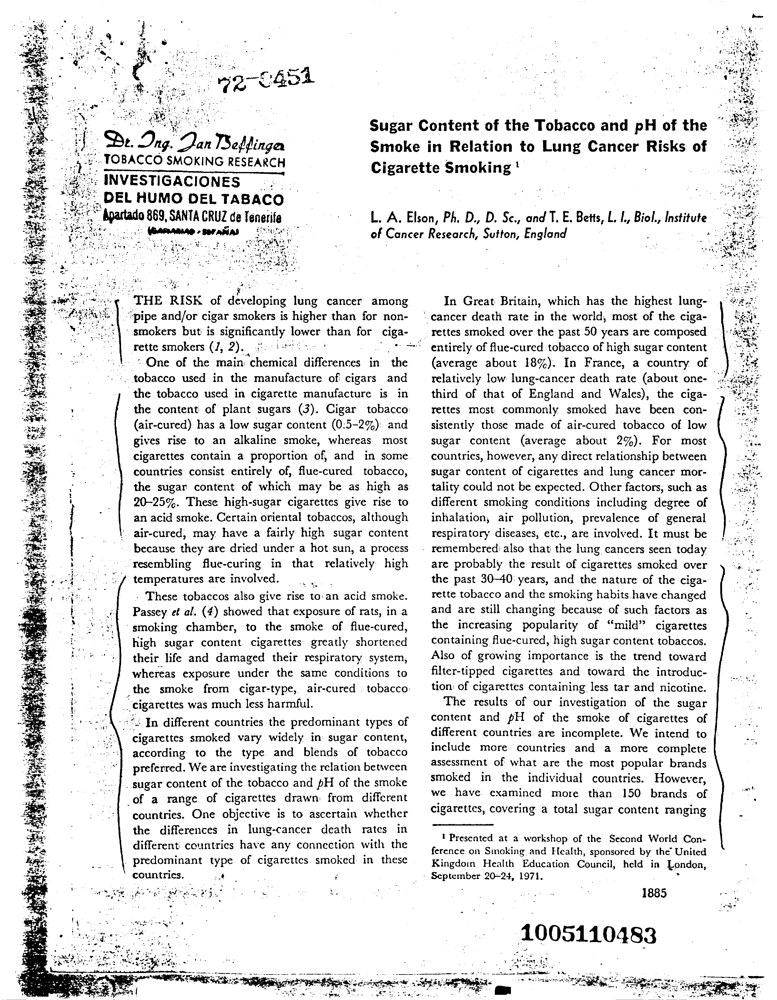 72-0451
Dr. Ing. Jan Beffinger
TOBACCO SMOKING RESEARCH
INVESTIGACIONES
DEL HUMO DEL TABACO
Apartado 869, SANTA CRUZ de Tenerife
(CANARIAS - ESPAÑA)
Sugar Content of the Tobacco and pH of the
Smoke in Relation to Lung Cancer Risks of
Cigarette Smoking ¹
L. A. Elson, Ph. D., D. Sc., and T. E. Betts, L. I., Biol., Institute
of Cancer Research, Sutton, England
THE RISK of developing lung cancer among
pipe and/or cigar smokers is higher than for non-
smokers but is significantly lower than for ciga-
rette smokers (1, 2).
One of the main chemical differences in the
tobacco used in the manufacture of cigars and
the tobacco used in cigarette manufacture is in
the content of plant sugars (3). Cigar tobacco
(air-cured) has a low sugar content (0.5–2%) and
gives rise to an alkaline smoke, whereas most
cigarettes contain a proportion of, and in some
countries consist entirely of, flue-cured tobacco,
the sugar content of which may be as high as
20–25%. These high-sugar cigarettes give rise to
an acid smoke. Certain oriental tobaccos, although
air-cured, may have a fairly high sugar content
because they are dried under a hot sun, a process
resembling flue-curing in that relatively high
temperatures are involved.
These tobaccos also give rise to an acid smoke.
Passey et al. (4) showed that exposure of rats, in a
smoking chamber, to the smoke of flue-cured,
high sugar content cigarettes greatly shortened
their life and damaged their respiratory system,
whereas exposure under the same conditions to
the smoke from cigar-type, air-cured tobacco
cigarettes was much less harmful.
In different countries the predominant types of
cigarettes smoked vary widely in sugar content,
according to the type and blends of tobacco
preferred. We are investigating the relation between
sugar content of the tobacco and pH of the smoke
of a range of cigarettes drawn from different
countries. One objective is to ascertain whether
the differences in lung-cancer death rates in
different countries have any connection with the
predominant type of cigarettes smoked in these
countries.
In Great Britain, which has the highest lung-
cancer death rate in the world, most of the ciga-
rettes smoked over the past 50 years are composed
entirely of flue-cured tobacco of high sugar content
(average about 18%). In France, a country of
relatively low lung-cancer death rate (about one-
third of that of England and Wales), the ciga-
rettes most commonly smoked have been con-
sistently those made of air-cured tobacco of low
sugar content (average about 2%). For most
countries, however, any direct relationship between
sugar content of cigarettes and lung cancer mor-
tality could not be expected. Other factors, such as
different smoking conditions including degree of
inhalation, air pollution, prevalence of general
respiratory diseases, etc., are involved. It must be
remembered also that the lung cancers seen today
are probably the result of cigarettes smoked over
the past 30–40 years, and the nature of the ciga-
rette tobacco and the smoking habits have changed
and are still changing because of such factors as
the increasing popularity of "mild" cigarettes
containing flue-cured, high sugar content tobaccos.
Also of growing importance is the trend toward
filter-tipped cigarettes and toward the introduc-
tion of cigarettes containing less tar and nicotine.
The results of our investigation of the sugar
content and pH of the smoke of cigarettes of
different countries are incomplete. We intend to
include more countries and a more complete
assessment of what are the most popular brands
smoked in the individual countries. However,
we have examined more than 150 brands of
cigarettes, covering a total sugar content ranging
¹ Presented at a workshop of the Second World Con-
ference on Smoking and Health, sponsored by the United
Kingdom Health Education Council, held in London,
September 20–24, 1971.
1885
1005110483